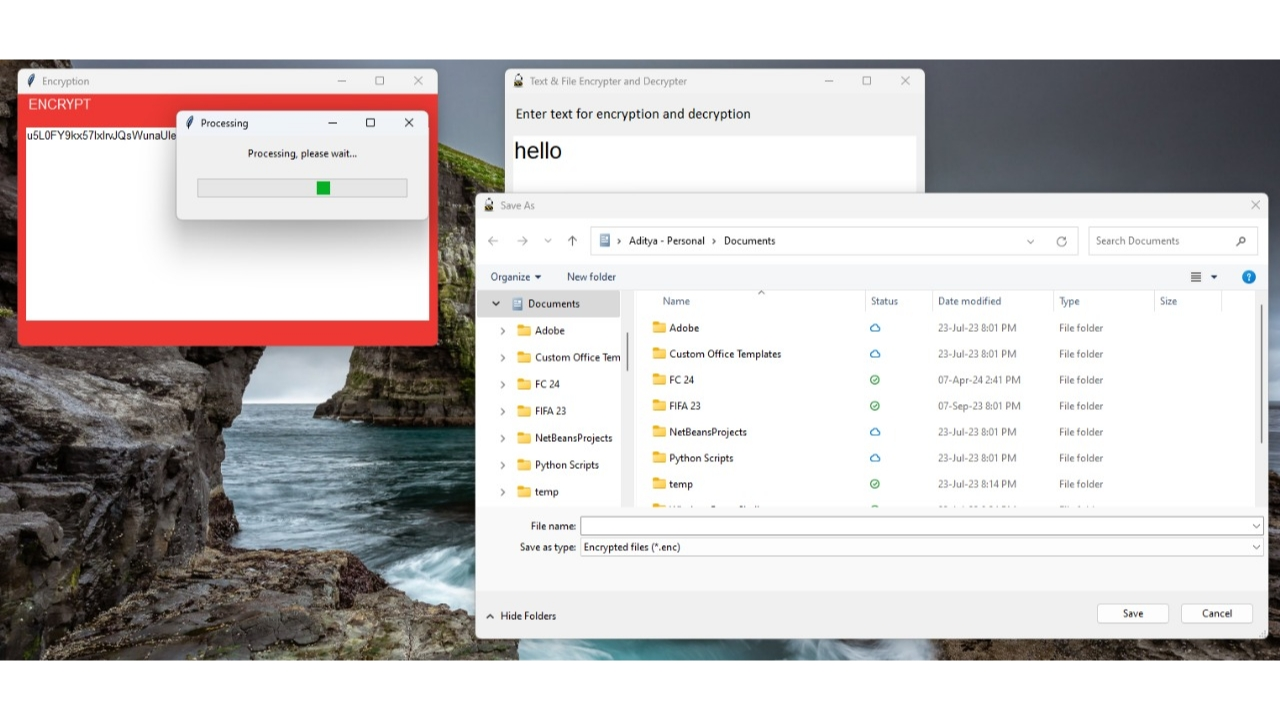 Encryption
ENCRYPT
Processing
Processing, please wait...
Text & File Encrypter and Decrypter
Enter text for encryption and decryption
hello
Save As
Aditya - Personal > Documents
Search Documents
Organize
New folder
Documents
Adobe
Custom Office Tem
FC 24
FIFA 23
NetBeansProjects
Python Scripts
temp
Name Status Date modified Type Size
Adobe 23-Jul-23 8:01 PM File folder
Custom Office Templates 23-Jul-23 8:01 PM File folder
FC 24 07-Apr-24 2:41 PM File folder
FIFA 23 07-Sep-23 8:01 PM File folder
NetBeansProjects 23-Jul-23 8:01 PM File folder
Python Scripts 23-Jul-23 8:01 PM File folder
temp 23-Jul-23 8:14 PM File folder
File name:
Save as type: Encrypted files (*.enc)
Hide Folders
Save
Cancel